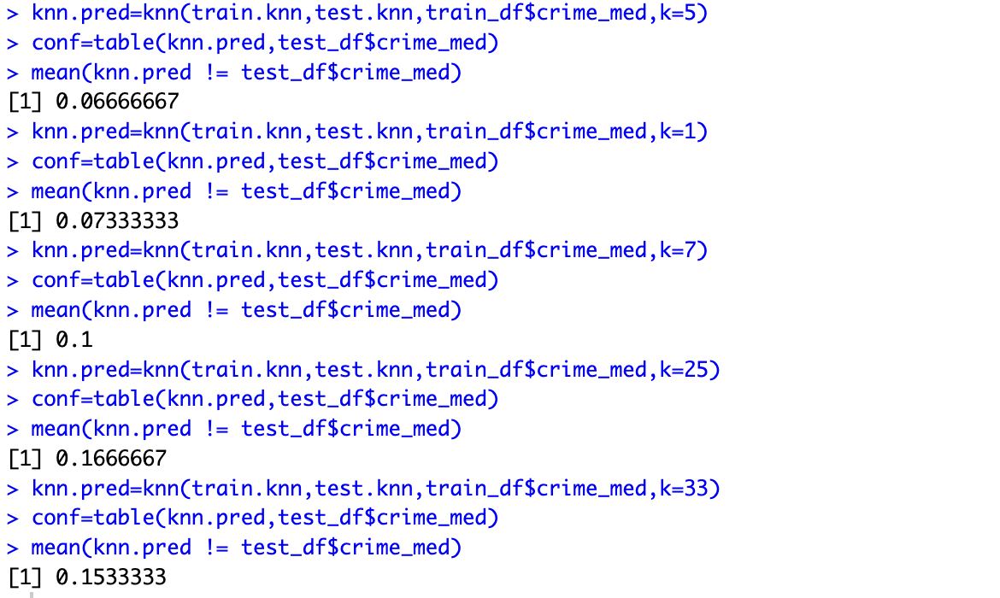 > knn.pred=knn(train.knn,test.knn,train_df$crime_med,k=5)
> conf=table(knn.pred,test_df$crime_med)
> mean(knn.pred != test_df$crime_med)
[1] 0.06666667
> knn.pred=knn(train.knn,test.knn,train_df$crime_med,k=1)
> conf=table(knn.pred,test_df$crime_med)
> mean(knn.pred != test_df$crime_med)
[1] 0.07333333
> knn.pred=knn(train.knn,test.knn,train_df$crime_med,k=7)
> conf=table(knn.pred,test_df$crime_med)
> mean(knn.pred != test_df$crime_med)
[1] 0.1
> knn.pred=knn(train.knn,test.knn,train_df$crime_med,k=25)
> conf=table(knn.pred,test_df$crime_med)
> mean(knn.pred != test_df$crime_med)
[1] 0.1666667
> knn.pred=knn(train.knn,test.knn,train_df$crime_med,k=33)
> conf=table(knn.pred,test_df$crime_med)
> mean(knn.pred != test_df$crime_med)
[1] 0.1533333